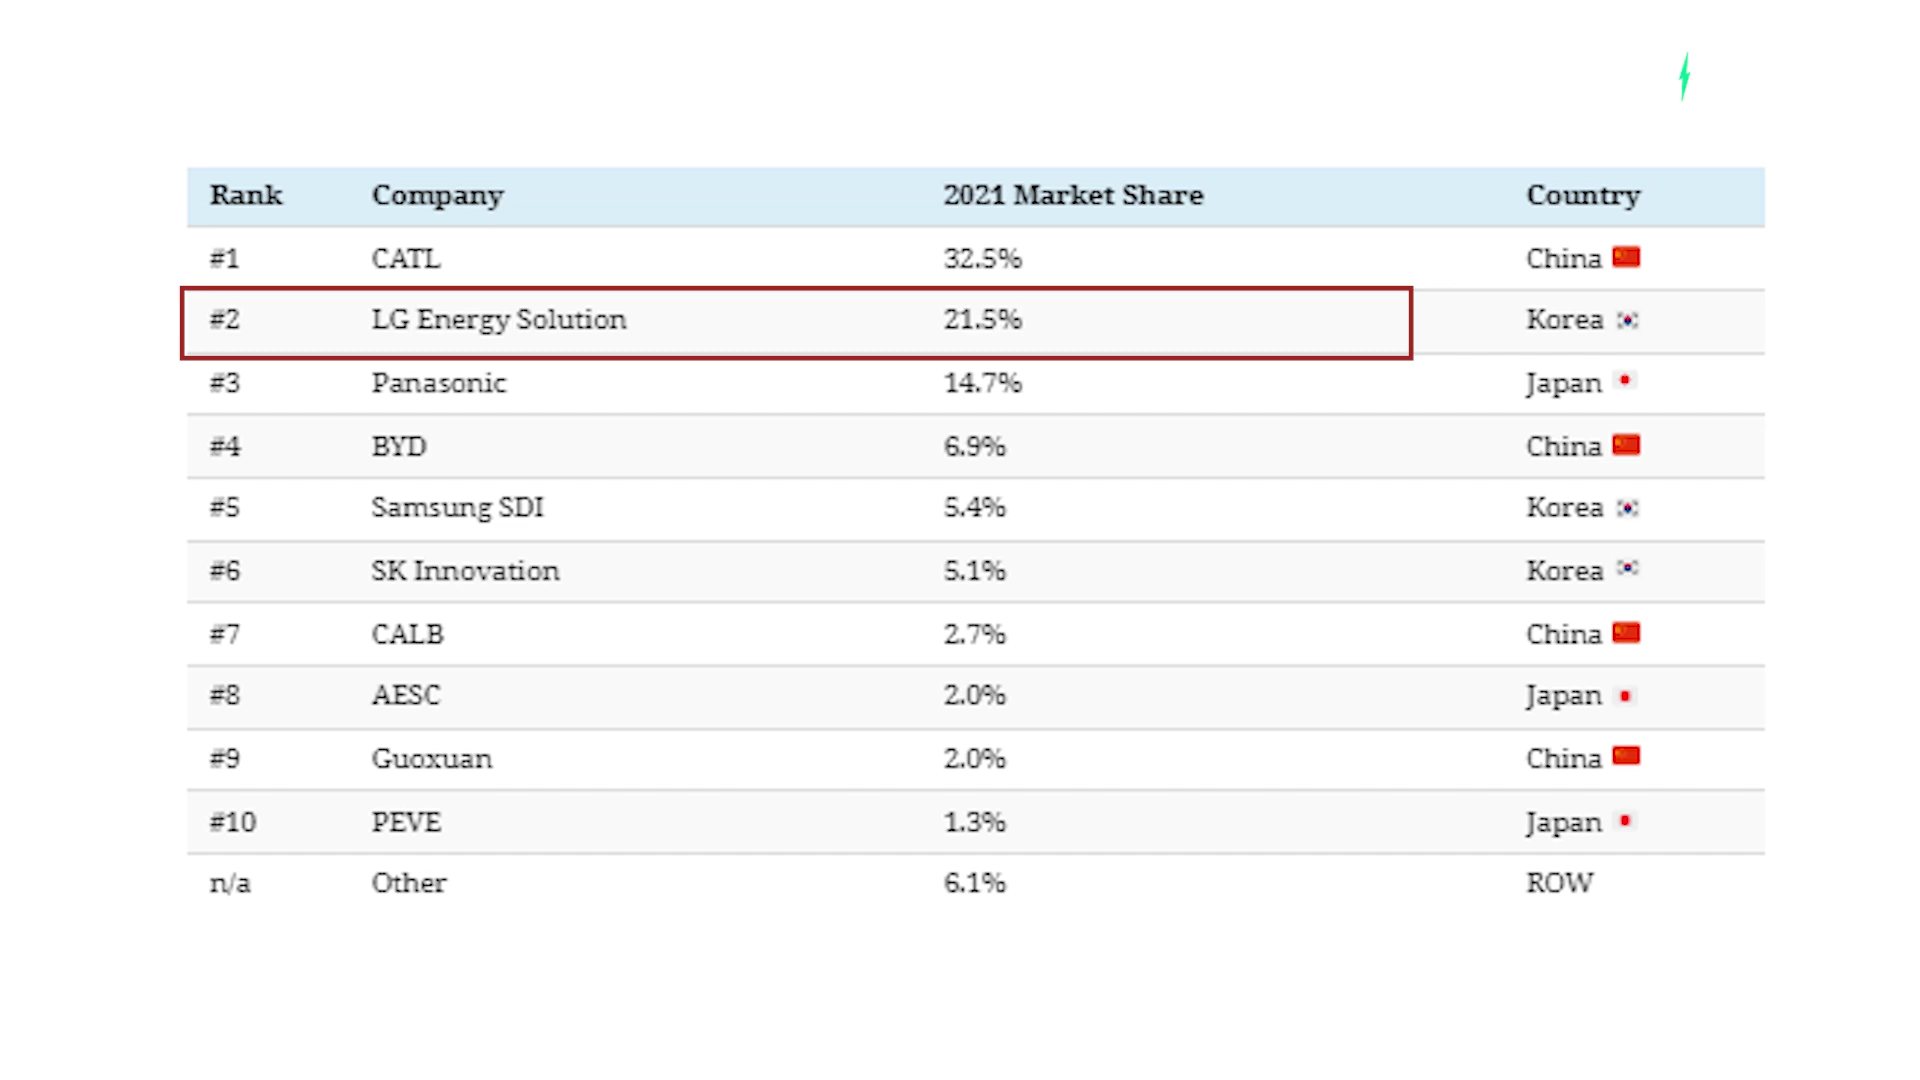 Rank Company 2021 Market Share Country
#1 CATL 32.5% China
#2 LG Energy Solution 21.5% Korea
#3 Panasonic 14.7% Japan
#4 BYD 6.9% China
#5 Samsung SDI 5.4% Korea
#6 SK Innovation 5.1% Korea
#7 CALB 2.7% China
#8 AESC 2.0% Japan
#9 Guoxuan 2.0% China
#10 PEVE 1.3% Japan
n/a Other 6.1% ROW